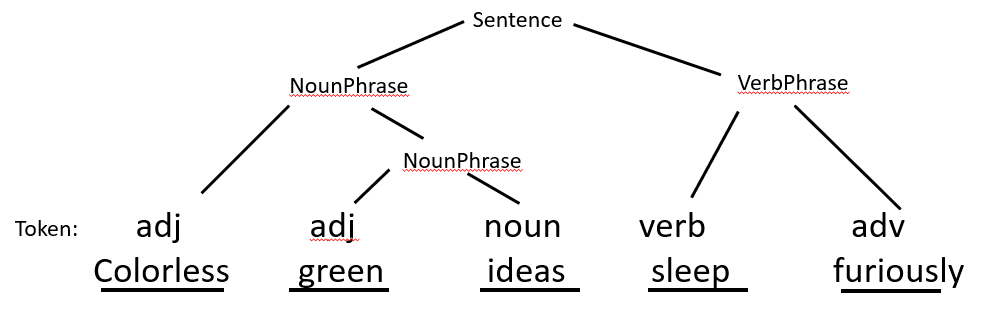 Sentence
NounPhrase VerbPhrase
NounPhrase
Token: adj adj noun verb adv
Colorless green ideas sleep furiously